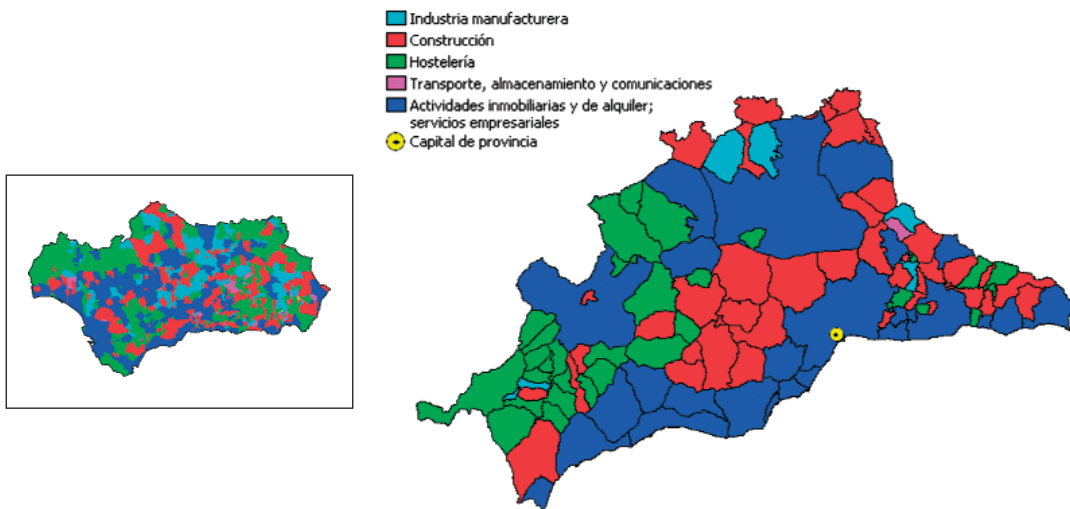 Industria manufacturera
Construcción
Hostelería
Transporte, almacenamiento y comunicaciones
Actividades inmobiliarias y de alquiler;
servicios empresariales
Capital de provincia